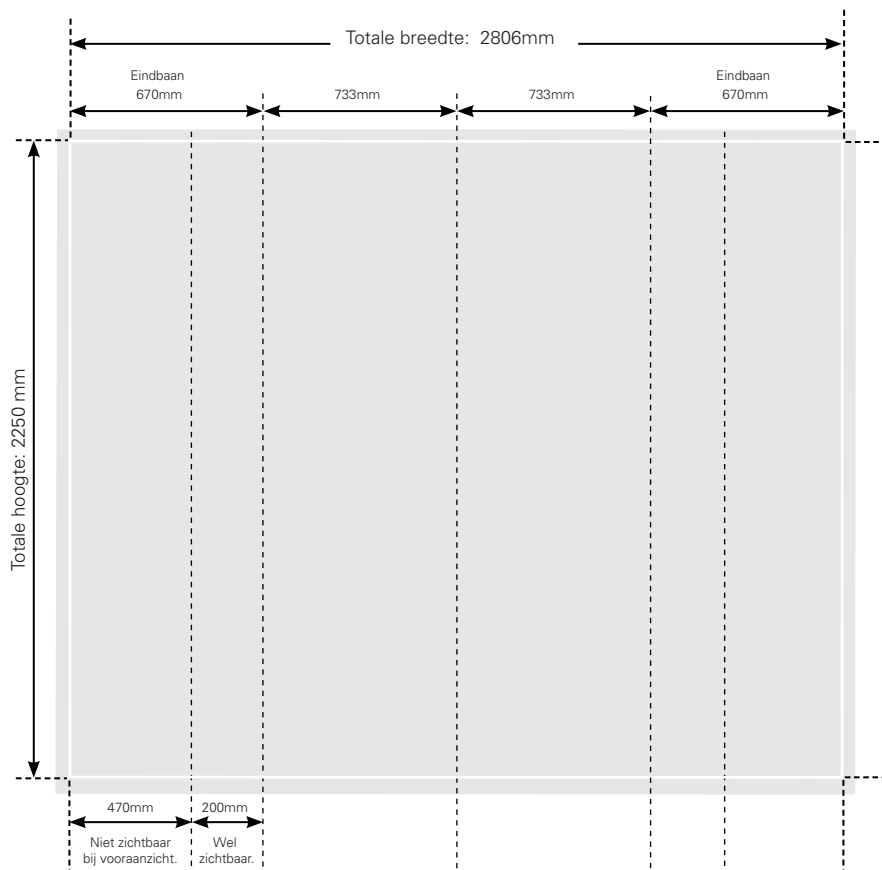 Totale breedte: 2806mm
Eindbaan
670mm
733mm
733mm
Eindbaan
670mm
Totale hoogte: 2250 mm
470mm
200mm
Niet zichtbaar
bij vooraanzicht.
Wel
zichtbaar.